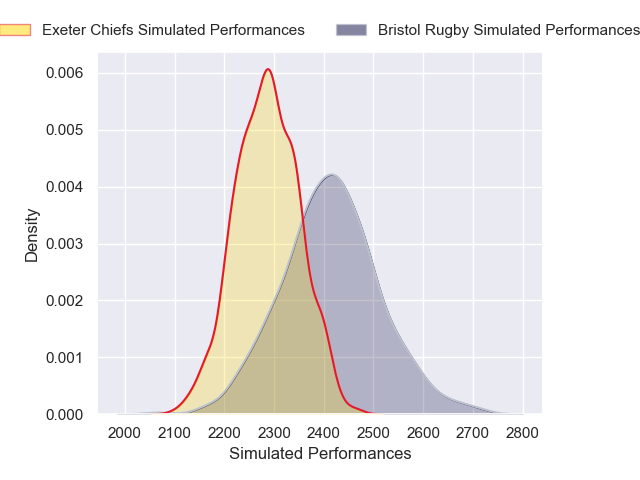 Exeter Chiefs Simulated Performances Bristol Rugby Simulated Performances
0.006
0.005
0.004
0.003
0.002
0.001
0.000
Density
2000 2100 2200 2300 2400 2500 2600 2700 2800
Simulated Performances